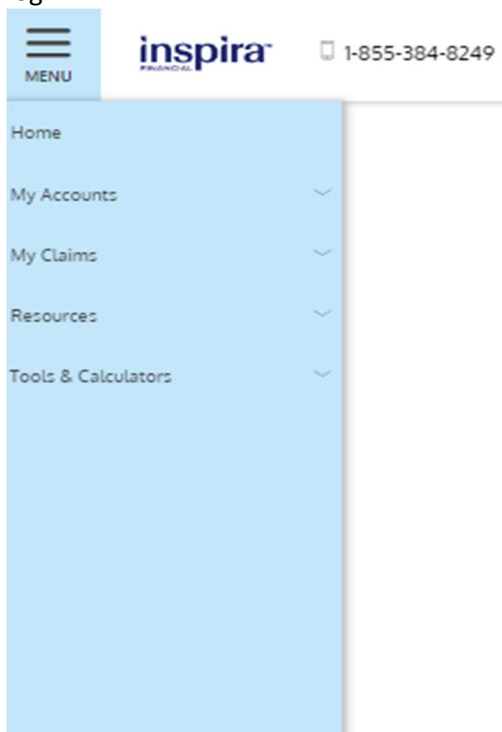 inspira
FINANCIAL
1-855-384-8249
MENU
Home
My Accounts
My Claims
Resources
Tools & Calculators